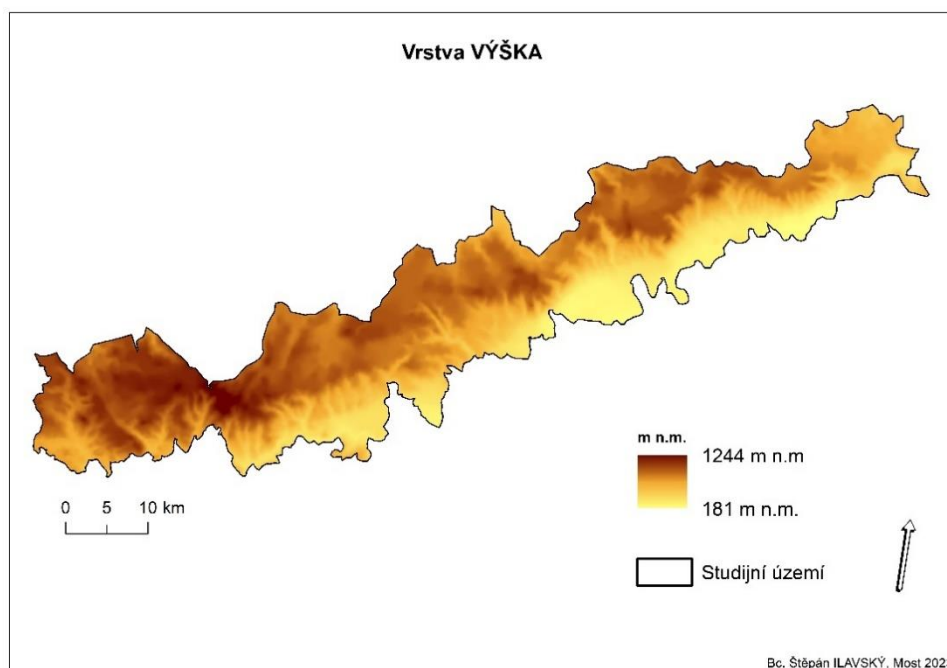 Vrstva VÝŠKA
m n.m.
1244 m n.m
181 m n.m.
0 5 10 km
Studijní území
Bc. Štěpán ILAVSKÝ, Most